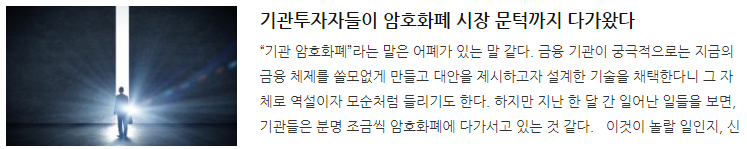 기관투자자들이 암호화폐 시장 문턱까지 다가왔다
“기관 암호화폐”라는 말은 어폐가 있는 말 같다. 금융 기관이 궁극적으로는 지금의
금융 체제를 쓸모없게 만들고 대안을 제시하고자 설계한 기술을 채택한다니 그 자
체로 역설이자 모순처럼 들리기도 한다. 하지만 지난 한 달 간 일어난 일들을 보면,
기관들은 분명 조금씩 암호화폐에 다가서고 있는 것 같다. 이것이 놀랄 일인지, 신